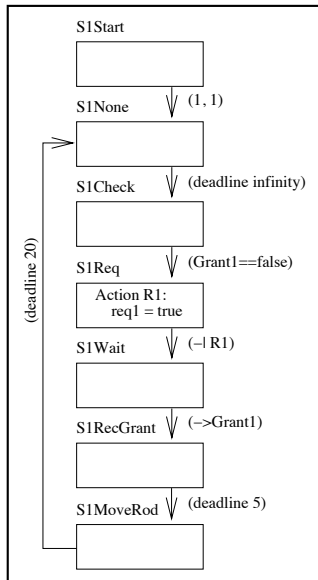 S1Start
(1, 1)
S1None
(deadline infinity)
S1Check
(Grant1==false)
S1Req
Action R1:
req1 = true
(−| R1)
S1Wait
(−>Grant1)
S1RecGrant
(deadline 5)
S1MoveRod
(deadline 20)